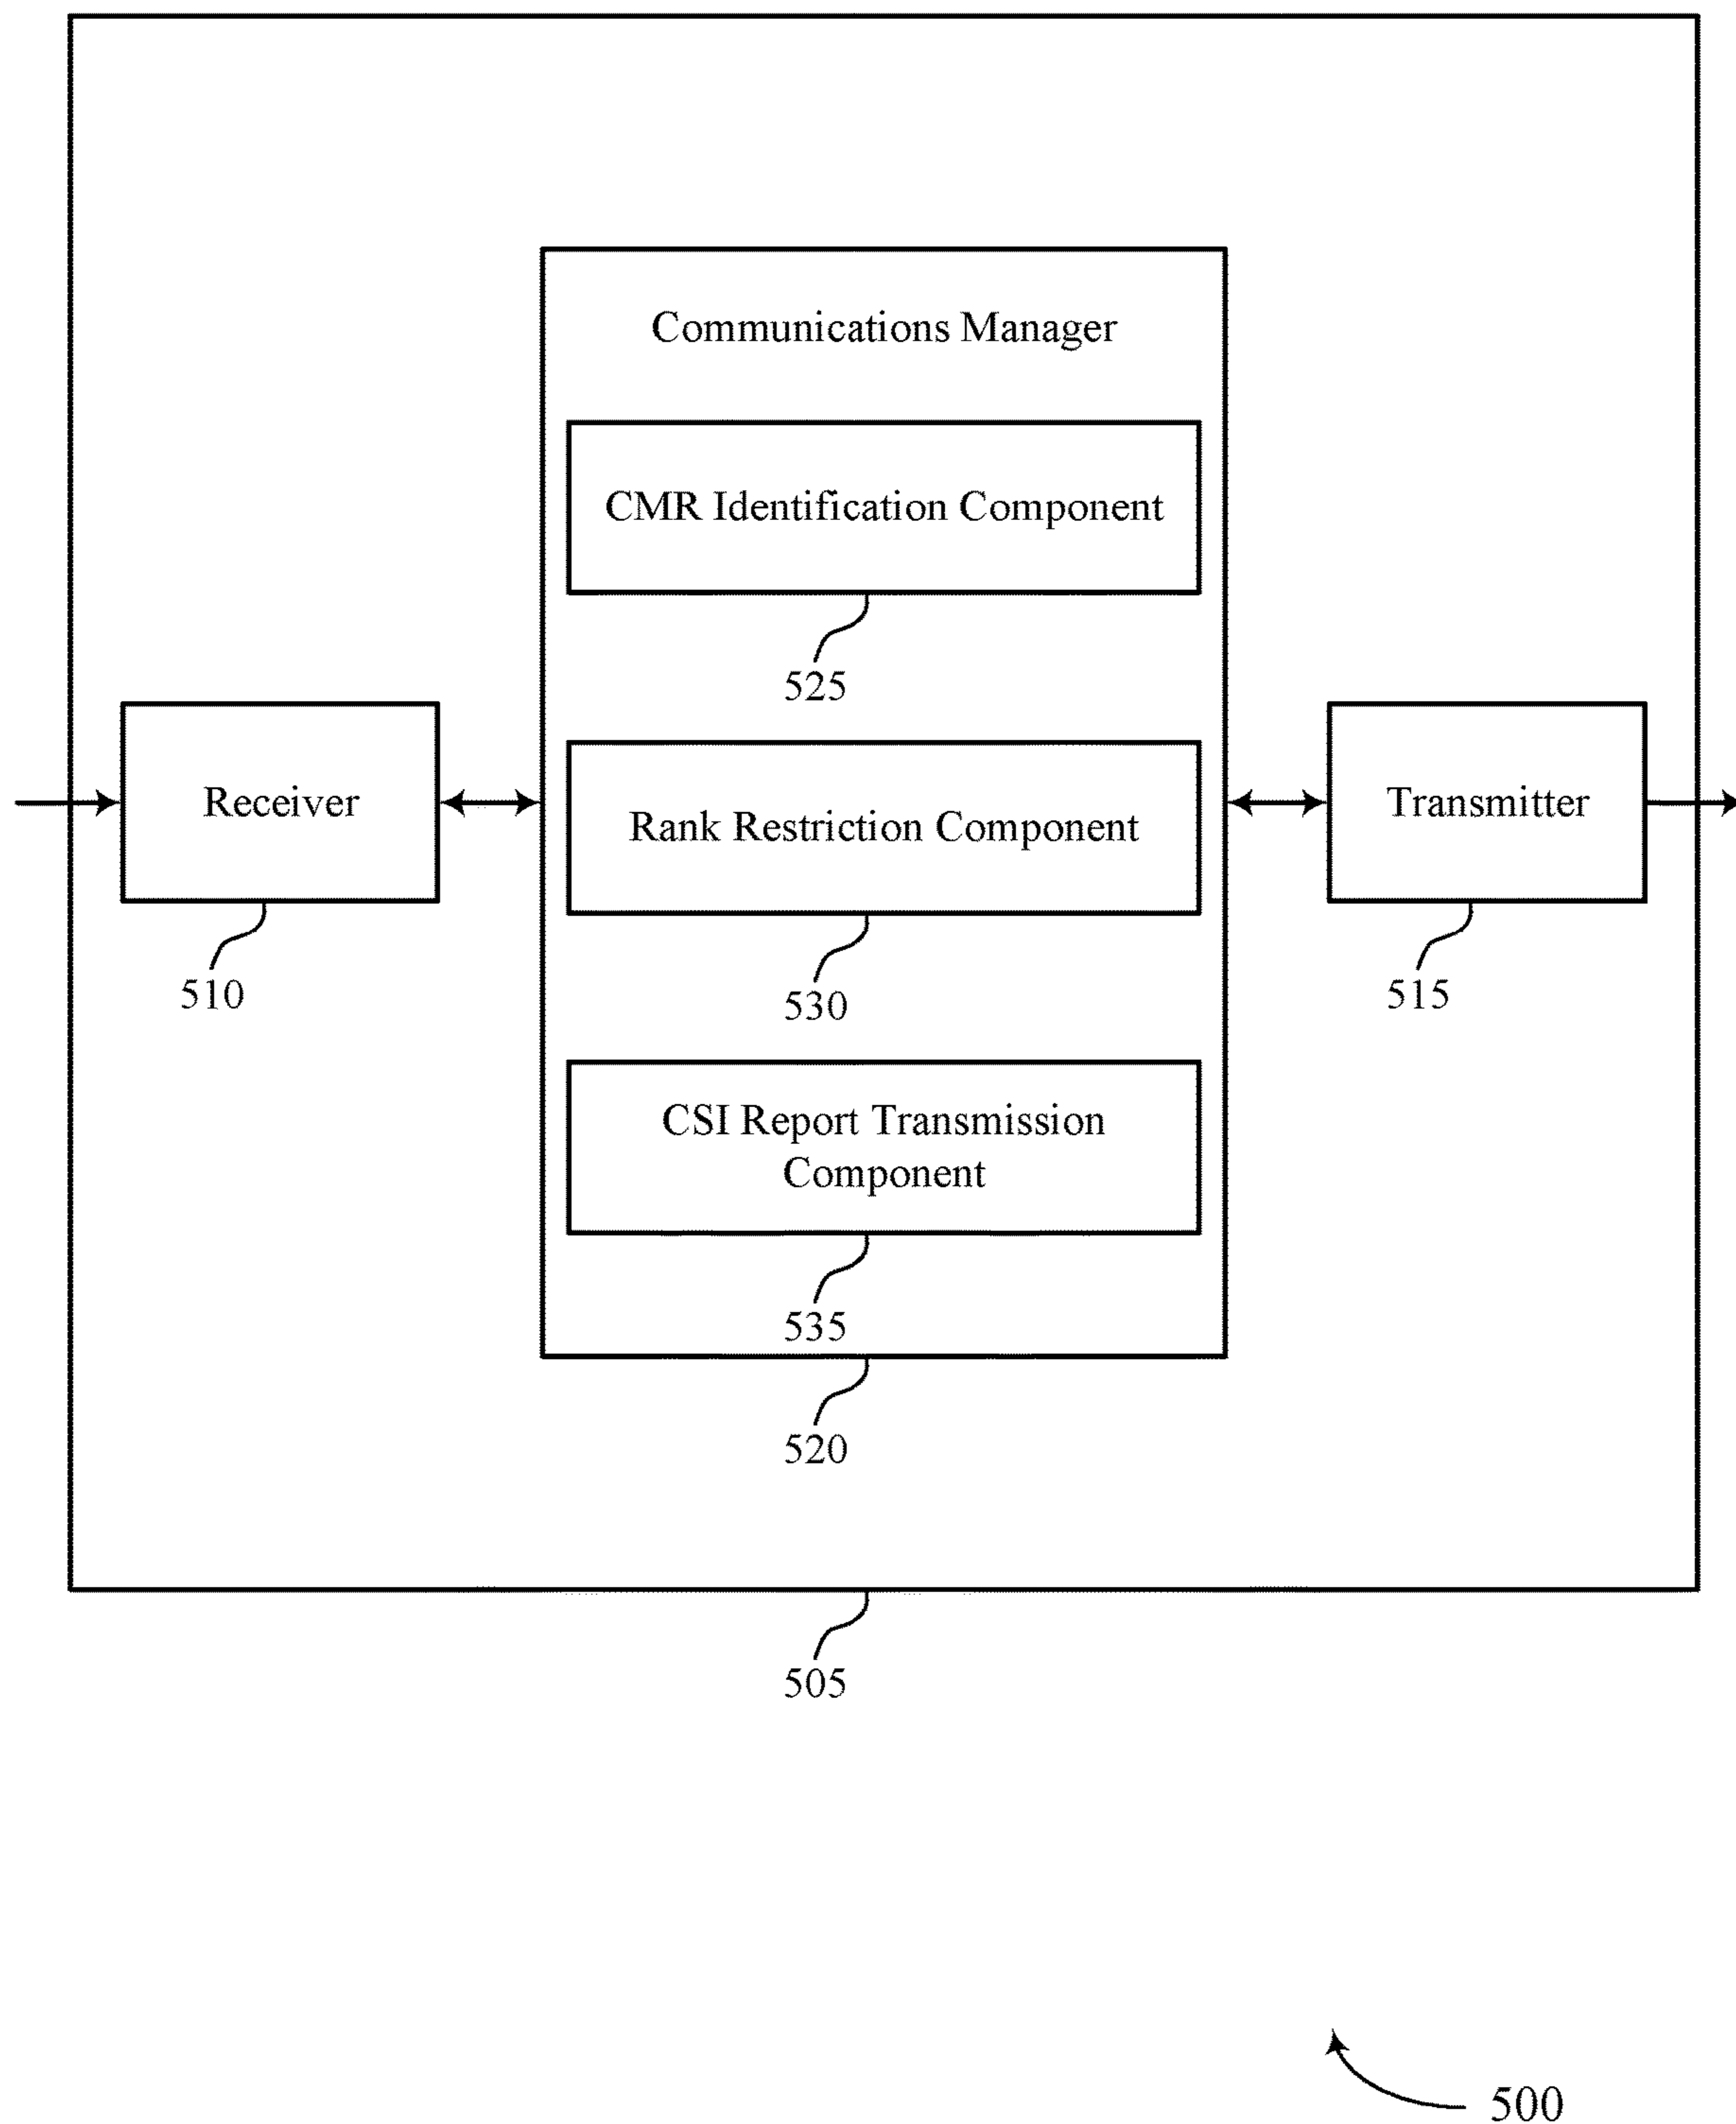 Communications Manager
CMR Identification Component
525
Receiver
510
Rank Restriction Component
530
Transmitter
515
CSI Report Transmission
Component
535
520
505
500